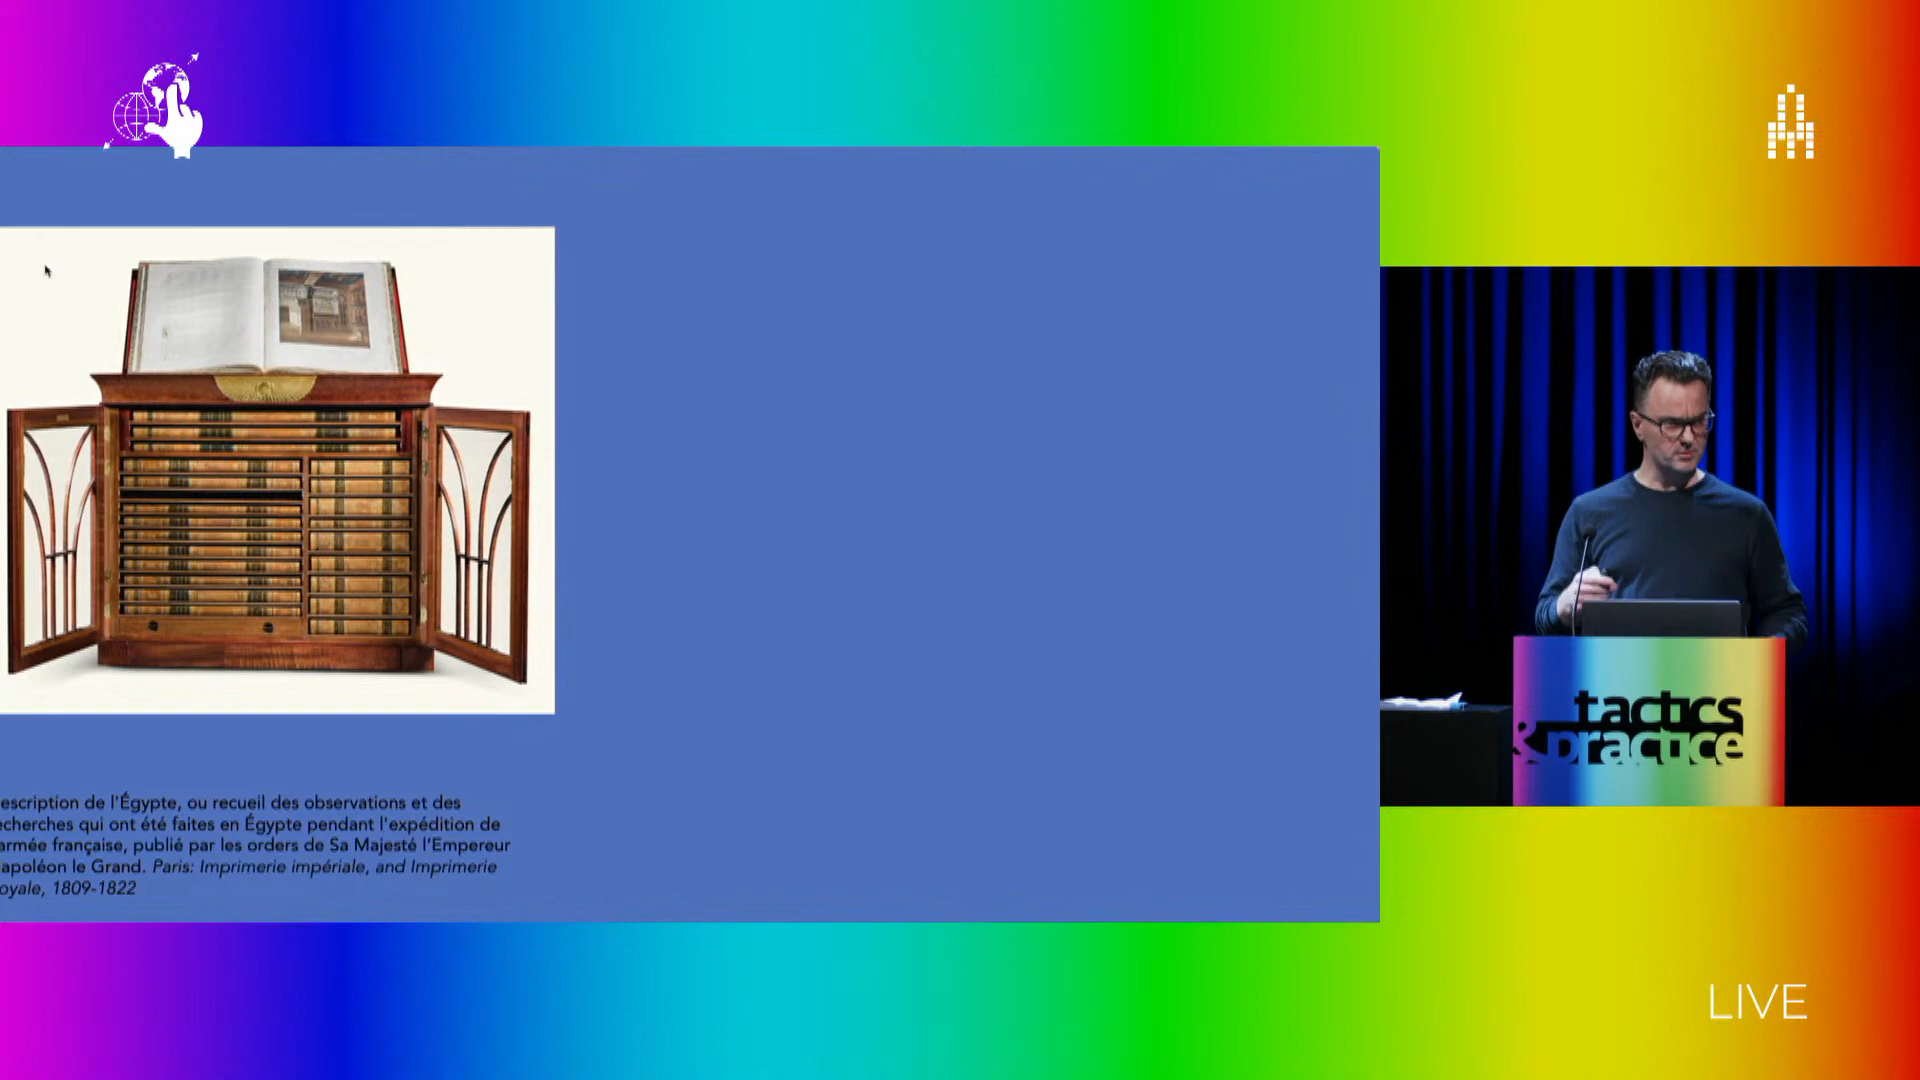 escription de l'Égypte, ou recueil des observations et des
echerches qui ont été faites en Égypte pendant l'expédition de
armée française, publié par les orders de Sa Majesté l'Empereur
apoléon le Grand. Paris: Imprimerie impériale, and Imprimerie
oyale, 1809-1822
tactics
& practice
LIVE